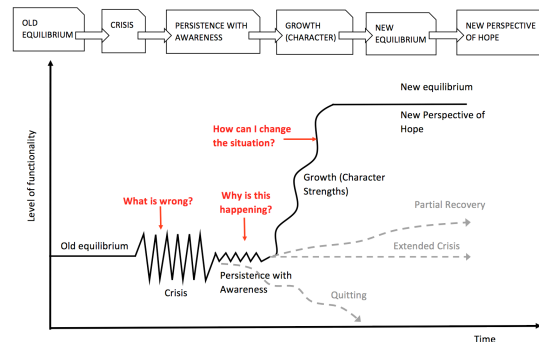 OLD
EQUILIBRIUM
CRISIS
PERSISTENCE WITH
AWARENESS
GROWTH
(CHARACTER)
NEW
EQUILIBRIUM
NEW PERSPECTIVE
OF HOPE
New equilibrium
New Perspective of
Hope
How can I change
the situation?
Growth (Character
Strengths)
Level of functionality
What is wrong?
Why is this
happening?
Partial Recovery
Old equilibrium
Extended Crisis
Persistence with
Awareness
Crisis
Quitting
Time